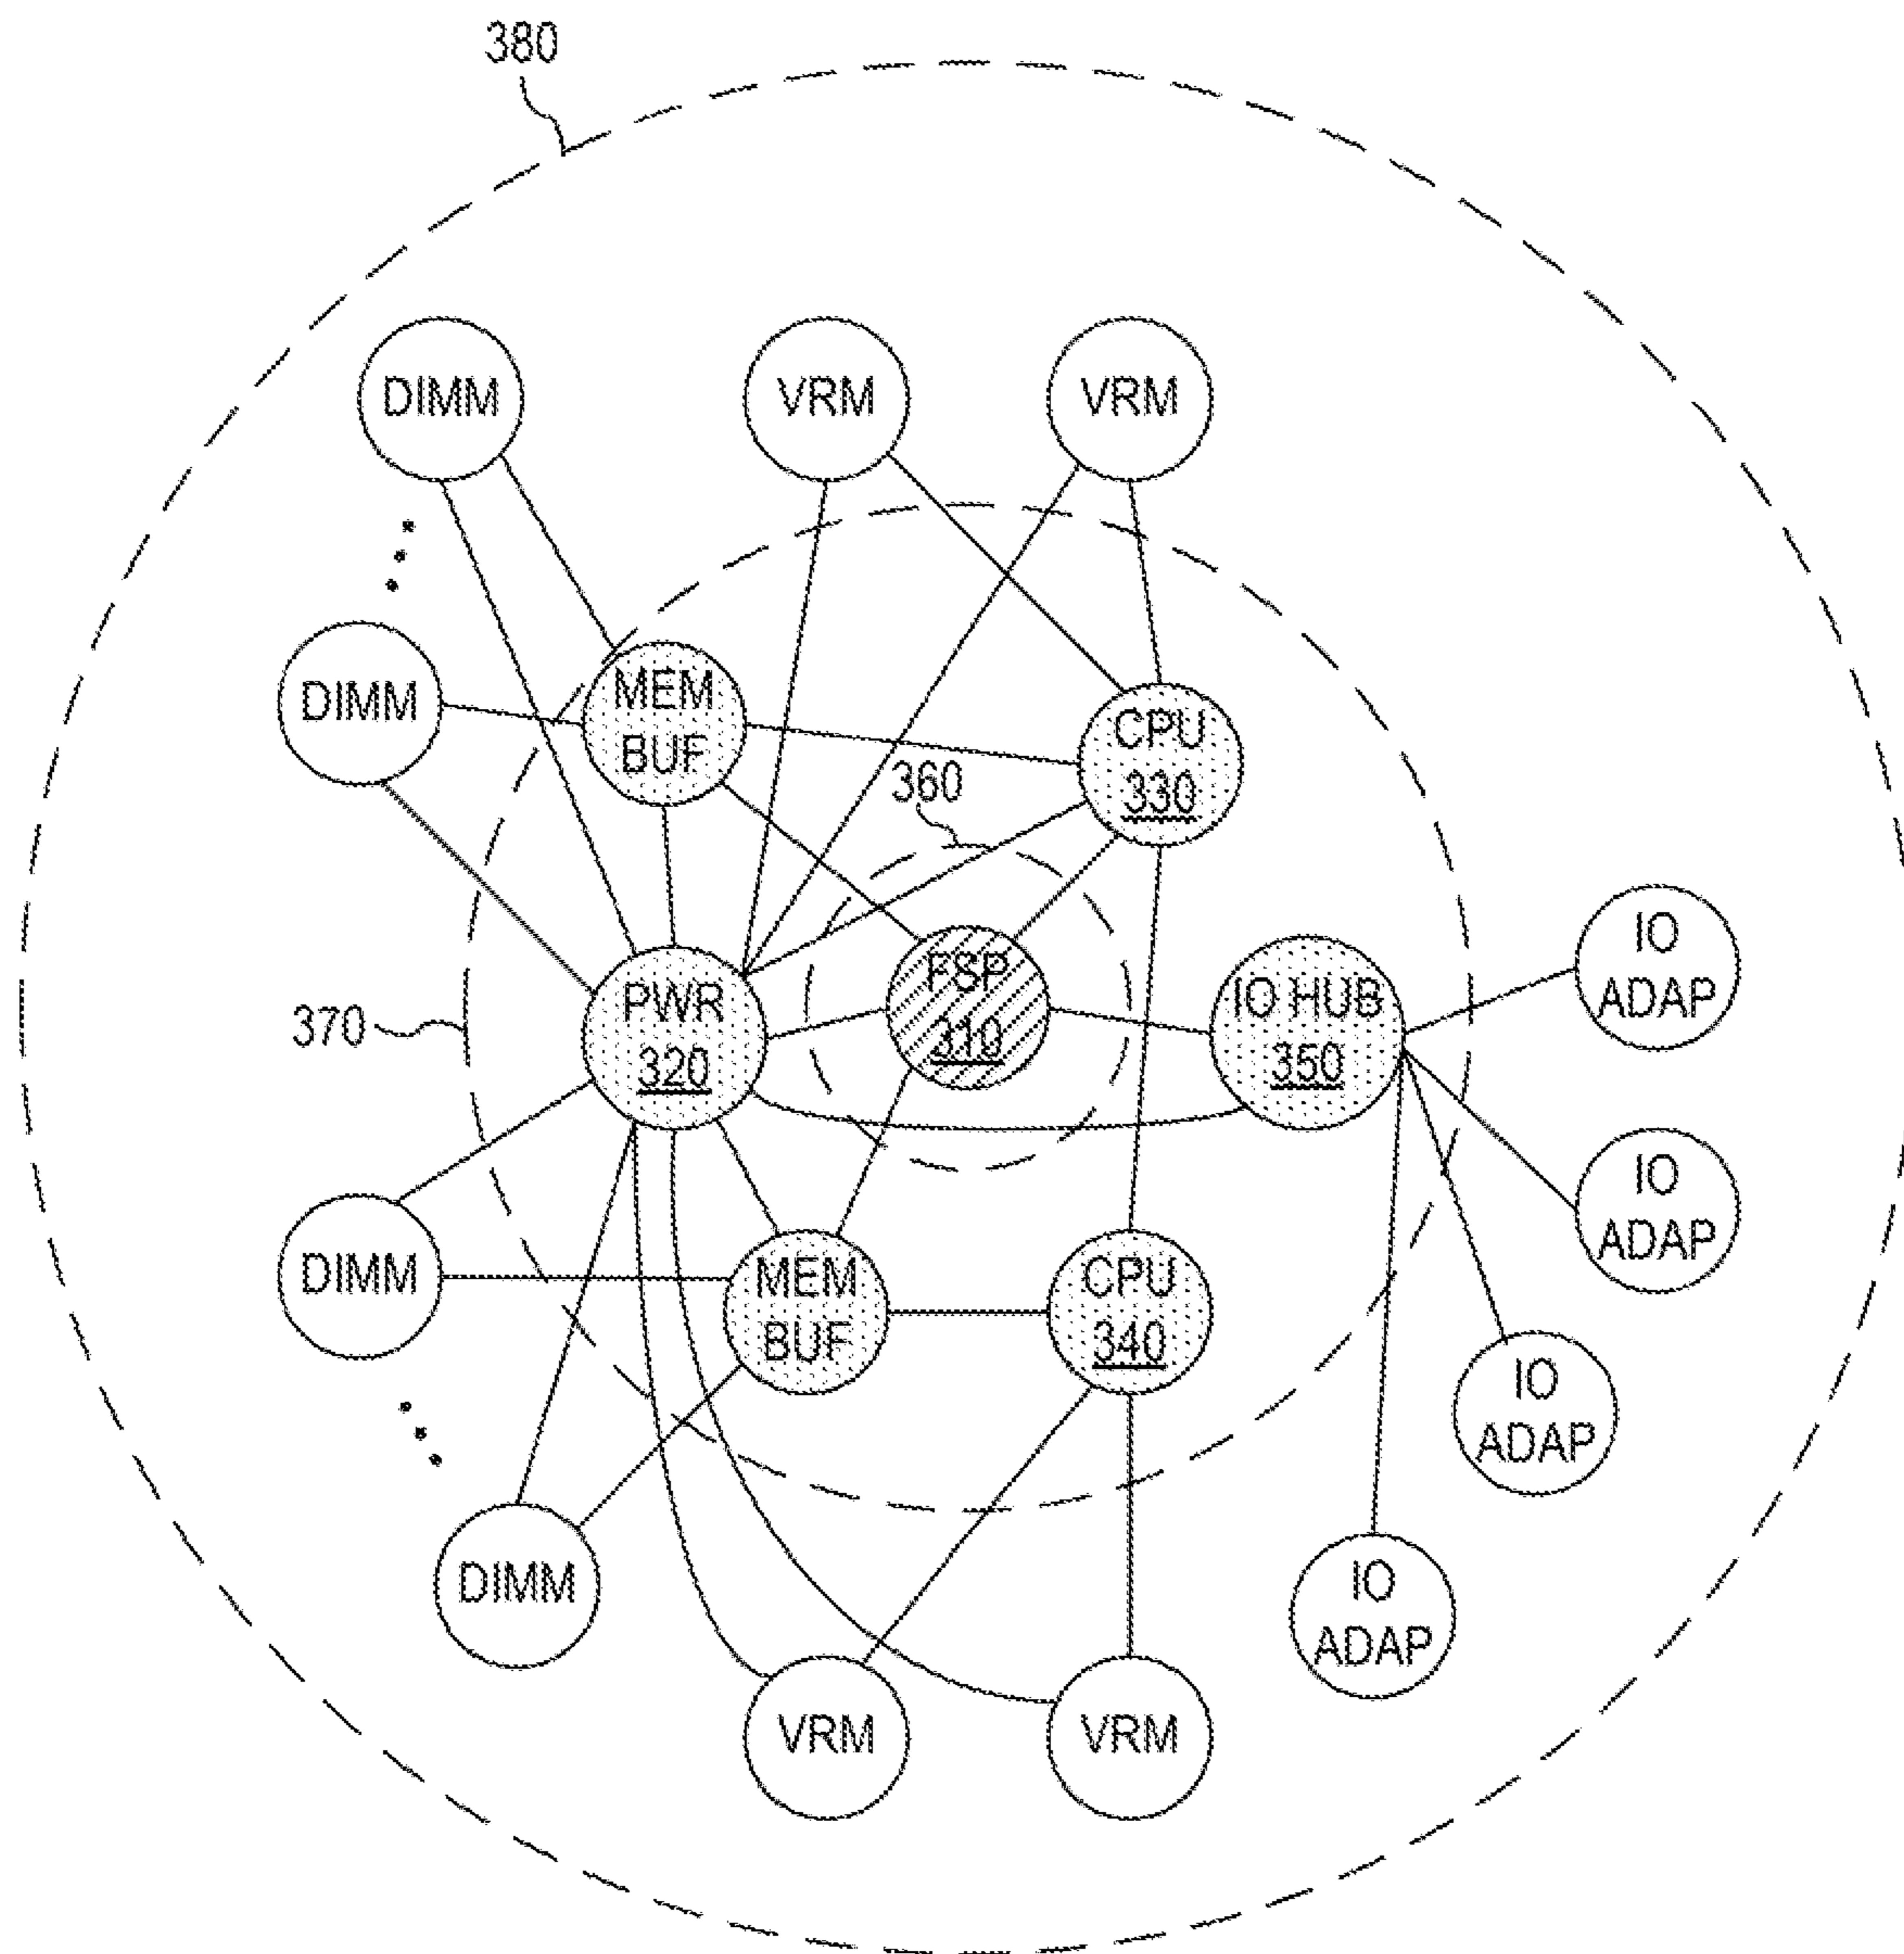 380
DIMM
VRM
VRM
DIMM
MEM
BUF
CPU
330
360
IO
ADAP
PWR
320
FSP
310
IO HUB
350
370
IO
ADAP
DIMM
MEM
BUF
CPU
340
IO
ADAP
DIMM
IO
ADAP
VRM
VRM